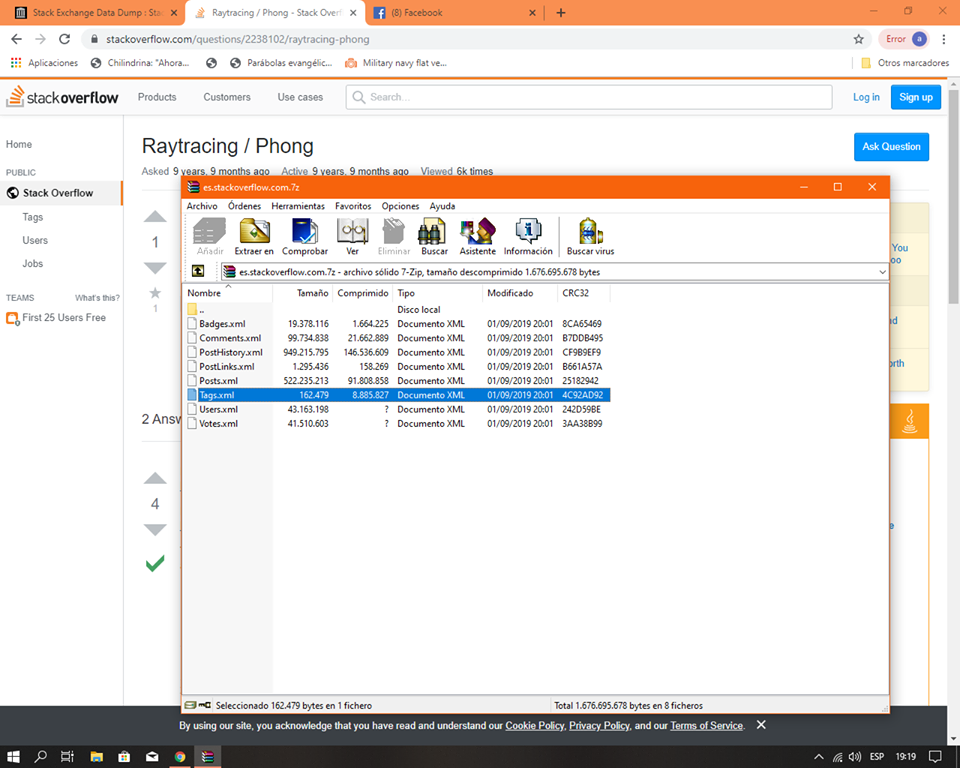 Stack Exchange Data Dump : Stac
Raytracing / Phong - Stack Overf
(8) Facebook
stackoverflow.com/questions/2238102/raytracing-phong
Error a
Aplicaciones
Chilindrina: "Ahora...
Parábolas evangélic...
Military navy flat ve...
Otros marcadores
stackoverflow
Products
Customers
Use cases
Search...
Log in
Sign up
Home
PUBLIC
Stack Overflow
Tags
Users
Jobs
TEAMS What's this?
First 25 Users Free
Raytracing / Phong
Ask Question
Asked 9 years, 9 months ago Active 9 years, 9 months ago Viewed 6k times
1
1
2 Answ
4
You
oo
d
orth
e
es.stackoverflow.com.7z
Archivo Órdenes Herramientas Favoritos Opciones Ayuda
Añadir Extraer en Comprobar Ver Eliminar Buscar Asistente Información Buscar virus
es.stackoverflow.com.7z - archivo sólido 7-Zip, tamaño descomprimido 1.676.695.678 bytes
Nombre Tamaño Comprimido Tipo Modificado CRC32
.. Disco local
Badges.xml 19.378.116 1.664.225 Documento XML 01/09/2019 20:01 8CA65469
Comments.xml 99.734.838 21.662.889 Documento XML 01/09/2019 20:01 B7DDB495
PostHistory.xml 949.215.795 146.536.609 Documento XML 01/09/2019 20:01 CF9B9EF9
PostLinks.xml 1.295.436 158.269 Documento XML 01/09/2019 20:01 B661A57A
Posts.xml 522.235.213 91.808.858 Documento XML 01/09/2019 20:01 25182942
Tags.xml 162.479 8.885.827 Documento XML 01/09/2019 20:01 4C92AD92
Users.xml 43.163.198 ? Documento XML 01/09/2019 20:01 242D59BE
Votes.xml 41.510.603 ? Documento XML 01/09/2019 20:01 3AA38B99
Seleccionado 162.479 bytes en 1 fichero
Total 1.676.695.678 bytes en 8 ficheros
By using our site, you acknowledge that you have read and understand our Cookie Policy, Privacy Policy, and our Terms of Service.
ESP 19:19